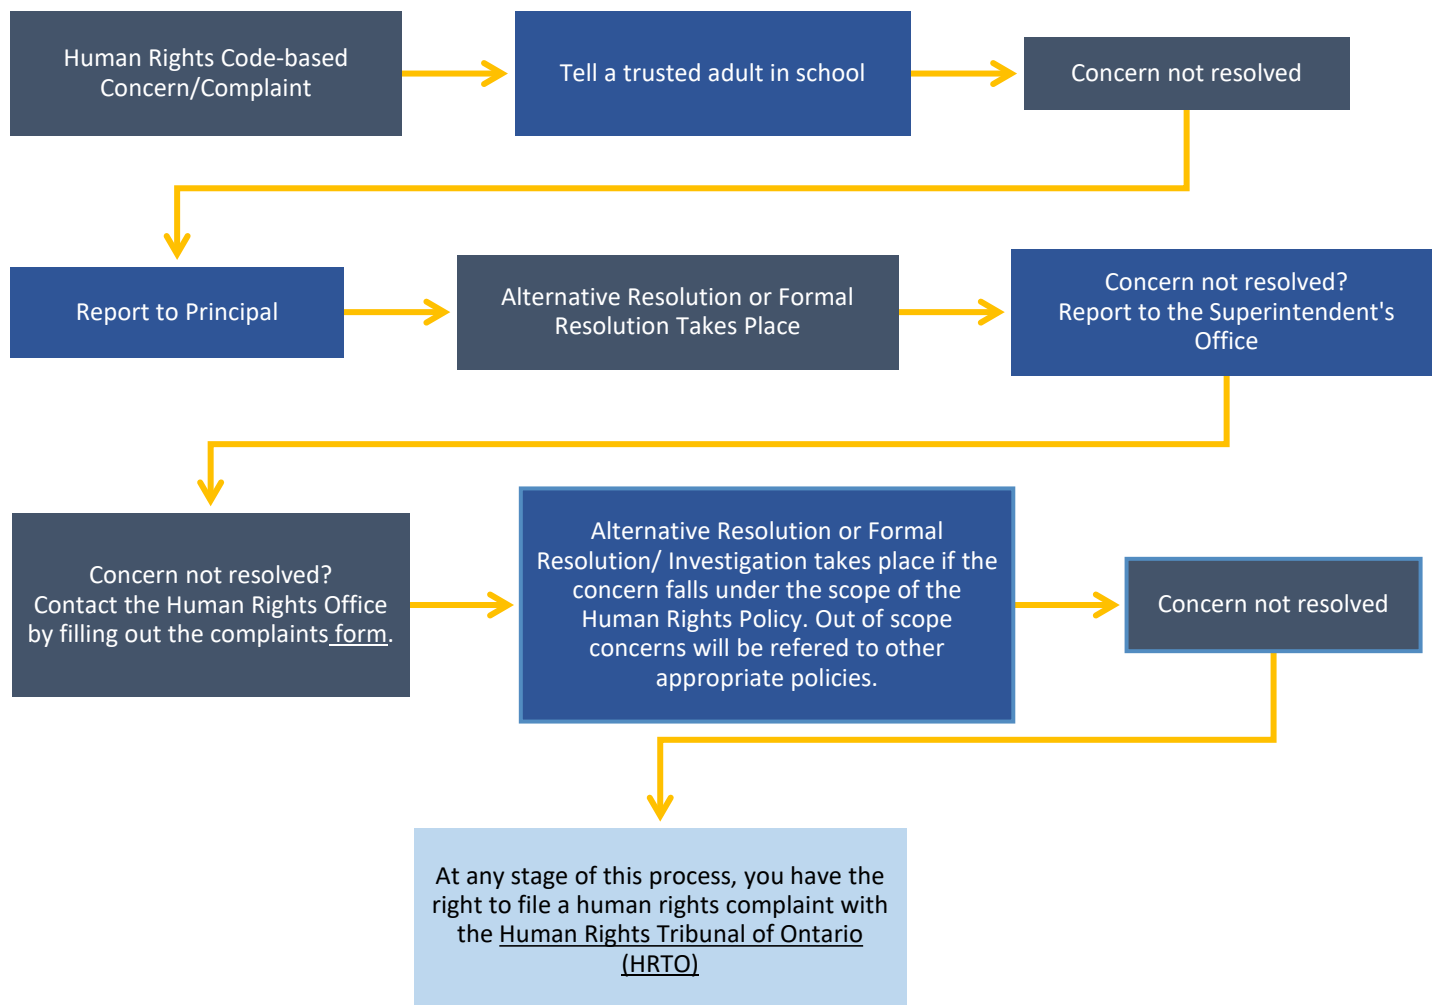 Human Rights Code-based
Concern/Complaint
Tell a trusted adult in school
Concern not resolved
Report to Principal
Alternative Resolution or Formal
Resolution Takes Place
Concern not resolved?
Report to the Superintendent's
Office
Concern not resolved?
Contact the Human Rights Office
by filling out the complaints form.
Alternative Resolution or Formal
Resolution/ Investigation takes place if the
concern falls under the scope of the
Human Rights Policy. Out of scope
concerns will be refered to other
appropriate policies.
Concern not resolved
At any stage of this process, you have the
right to file a human rights complaint with
the Human Rights Tribunal of Ontario
(HRTO)